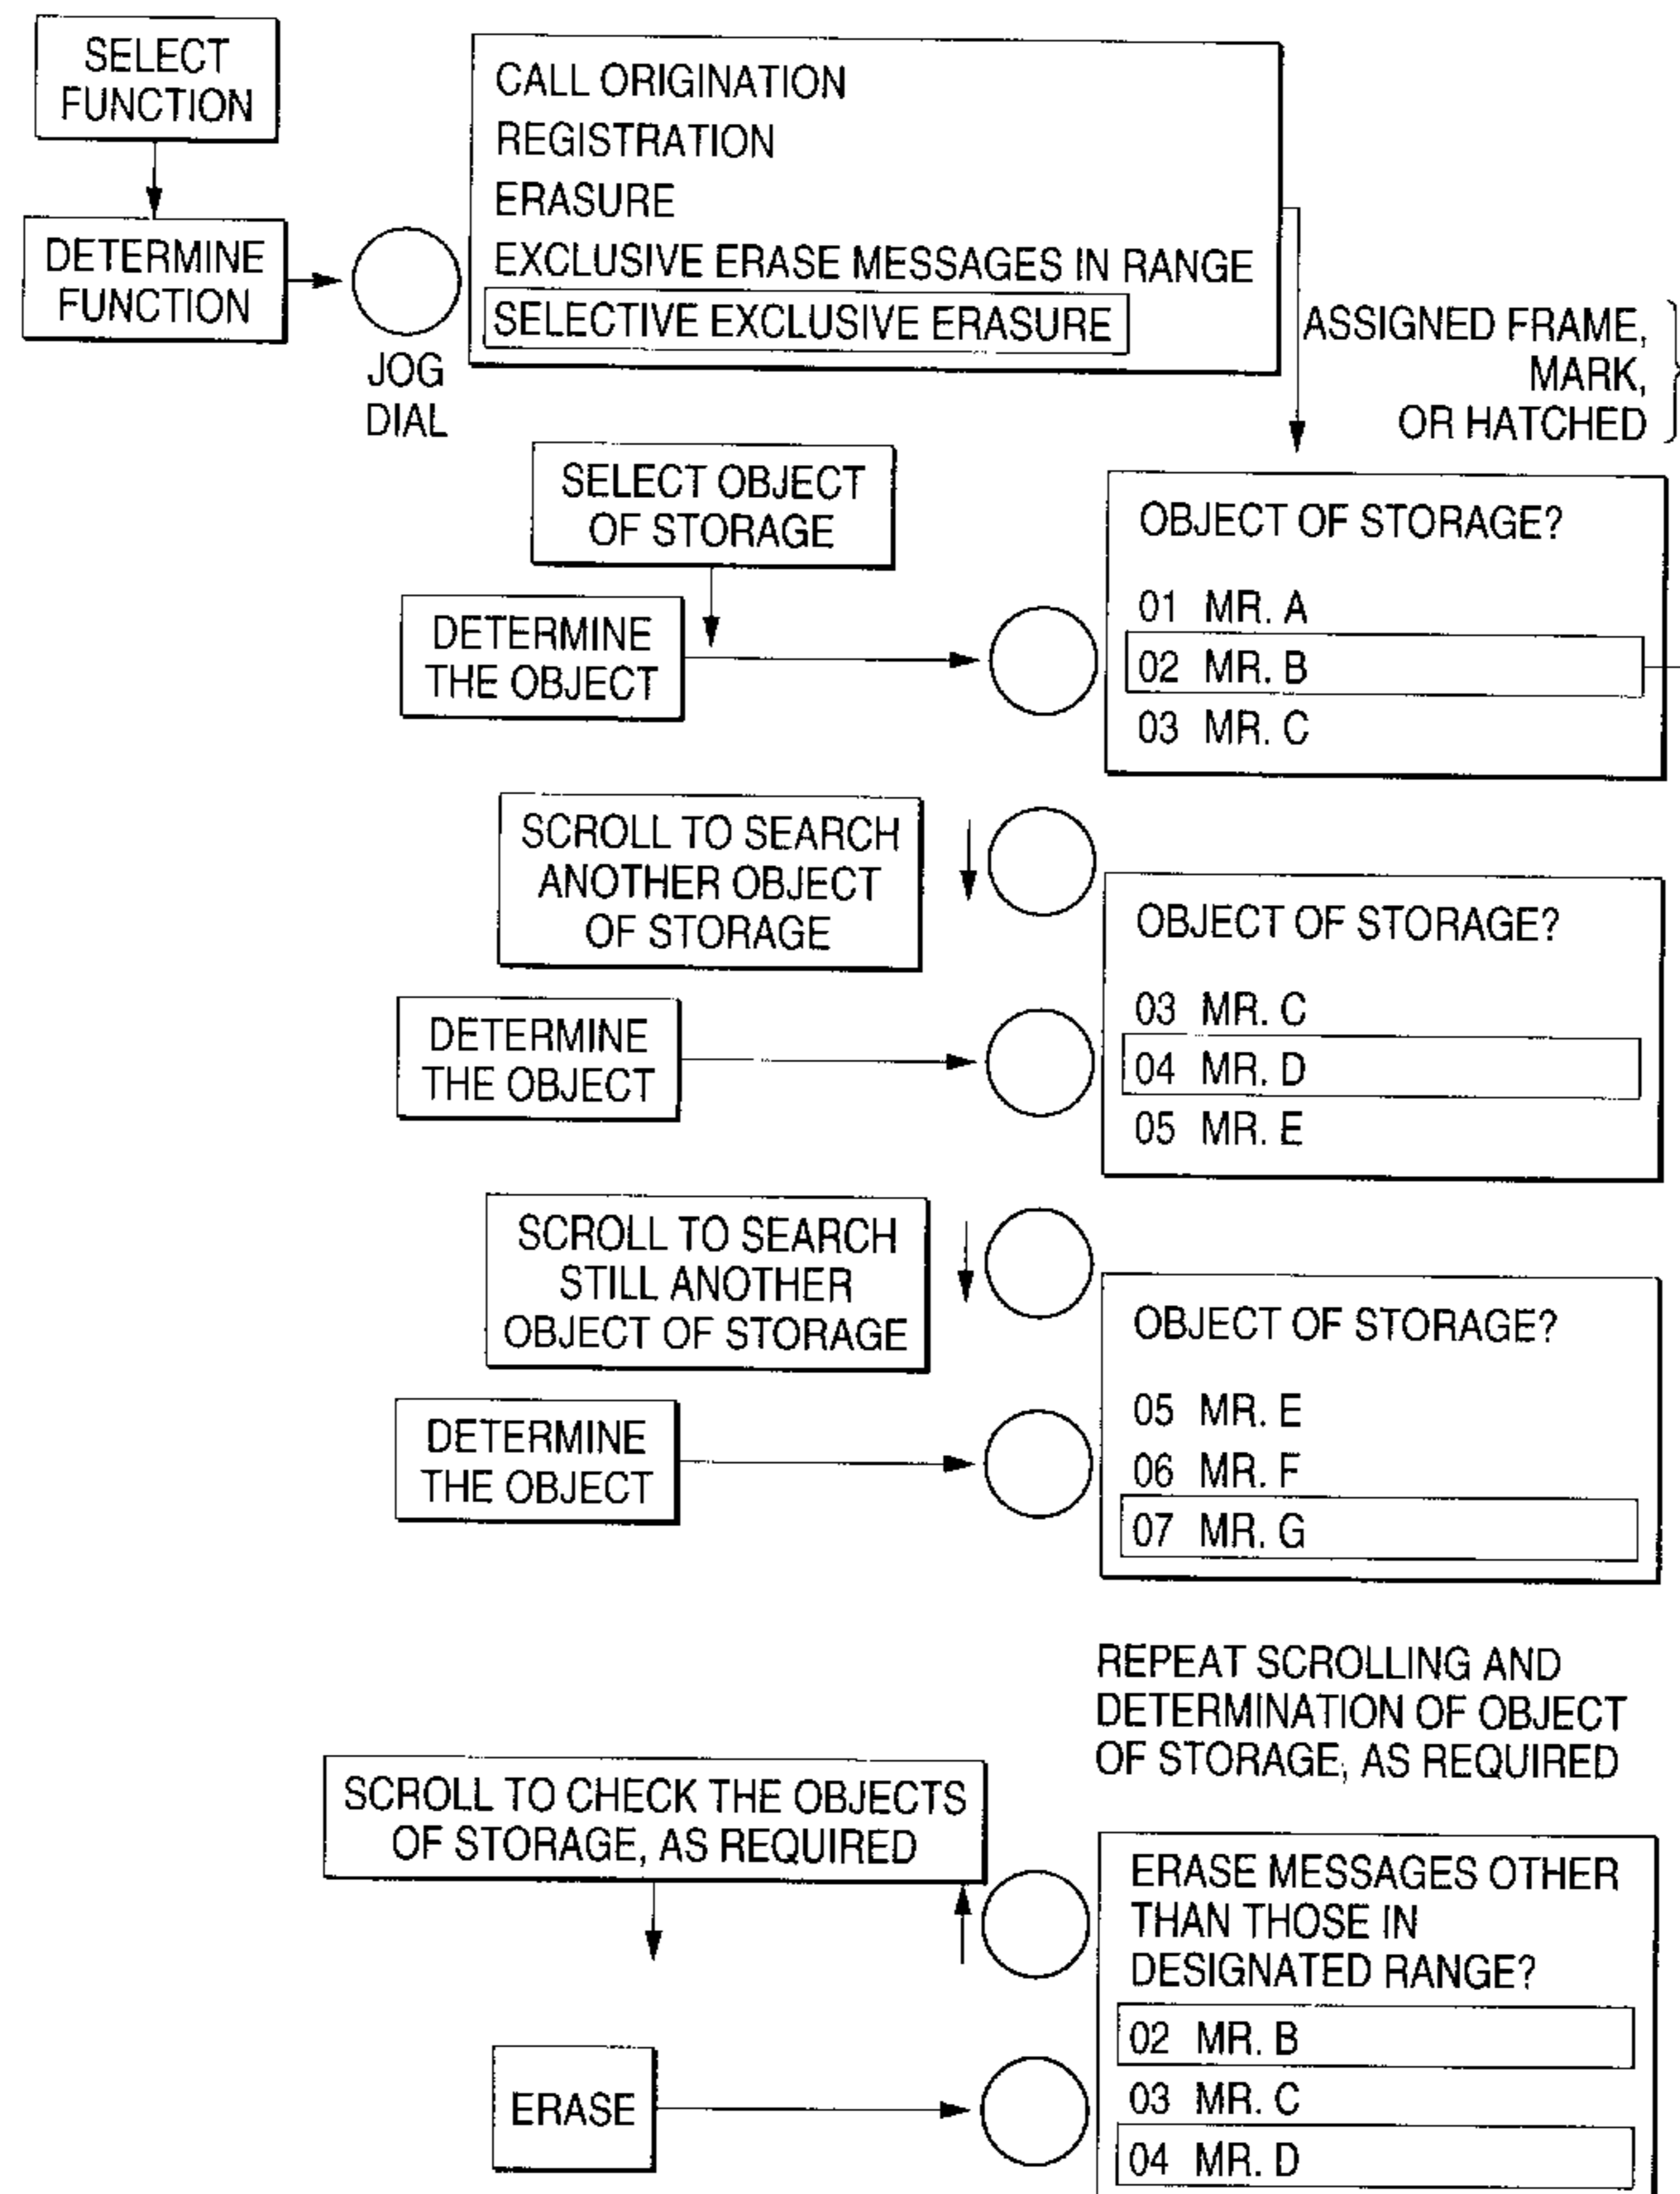 SELECT
FUNCTION
DETERMINE
FUNCTION
JOG
DIAL
CALL ORIGINATION
REGISTRATION
ERASURE
EXCLUSIVE ERASE MESSAGES IN RANGE
SELECTIVE EXCLUSIVE ERASURE
ASSIGNED FRAME,
MARK,
OR HATCHED
SELECT OBJECT
OF STORAGE
DETERMINE
THE OBJECT
OBJECT OF STORAGE?
01 MR. A
02 MR. B
03 MR. C
SCROLL TO SEARCH
ANOTHER OBJECT
OF STORAGE
DETERMINE
THE OBJECT
OBJECT OF STORAGE?
03 MR. C
04 MR. D
05 MR. E
SCROLL TO SEARCH
STILL ANOTHER
OBJECT OF STORAGE
DETERMINE
THE OBJECT
OBJECT OF STORAGE?
05 MR. E
06 MR. F
07 MR. G
REPEAT SCROLLING AND
DETERMINATION OF OBJECT
OF STORAGE, AS REQUIRED
SCROLL TO CHECK THE OBJECTS
OF STORAGE, AS REQUIRED
ERASE
ERASE MESSAGES OTHER
THAN THOSE IN
DESIGNATED RANGE?
02 MR. B
03 MR. C
04 MR. D